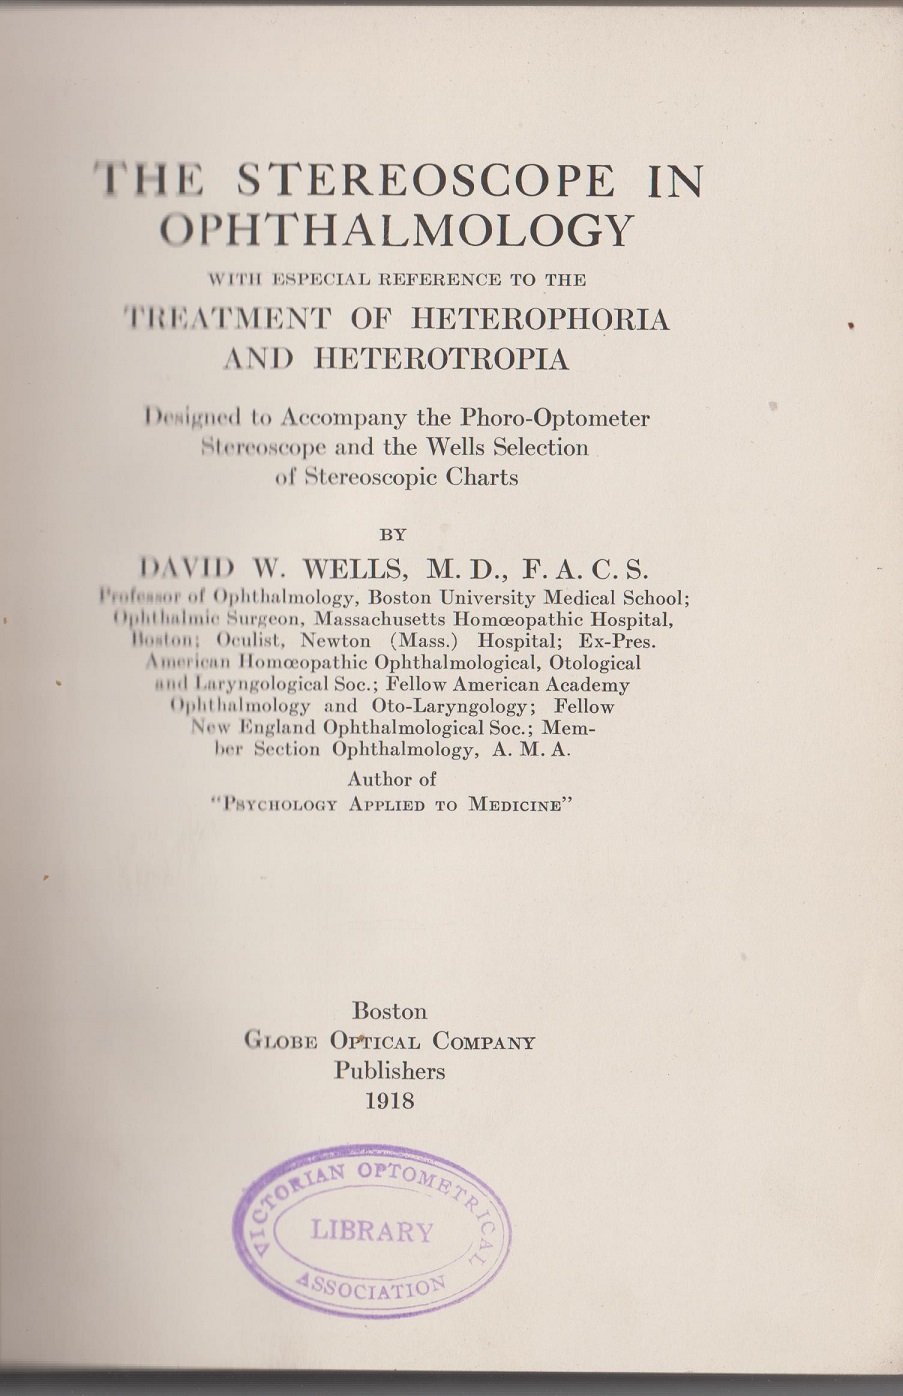 THE STEREOSCOPE IN
OPHTHALMOLOGY
WITH ESPECIAL REFERENCE TO THE
TREATMENT OF HETEROPHORIA
AND HETEROTROPIA
Designed to Accompany the Phoro-Optometer
Stereoscope and the Wells Selection
of Stereoscopic Charts
BY
DAVID W. WELLS, M. D., F. A. C. S.
Professor of Ophthalmology, Boston University Medical School;
Ophthalmic Surgeon, Massachusetts Homœopathic Hospital,
Boston; Oculist, Newton (Mass.) Hospital; Ex-Pres.
American Homœopathic Ophthalmological, Otological
and Laryngological Soc.; Fellow American Academy
Ophthalmology and Oto-Laryngology; Fellow
New England Ophthalmological Soc.; Mem-
ber Section Ophthalmology, A. M. A.
Author of
"PSYCHOLOGY APPLIED TO MEDICINE"
Boston
GLOBE OPTICAL COMPANY
Publishers
1918
VICTORIAN OPTOMETRICAL
LIBRARY
ASSOCIATION